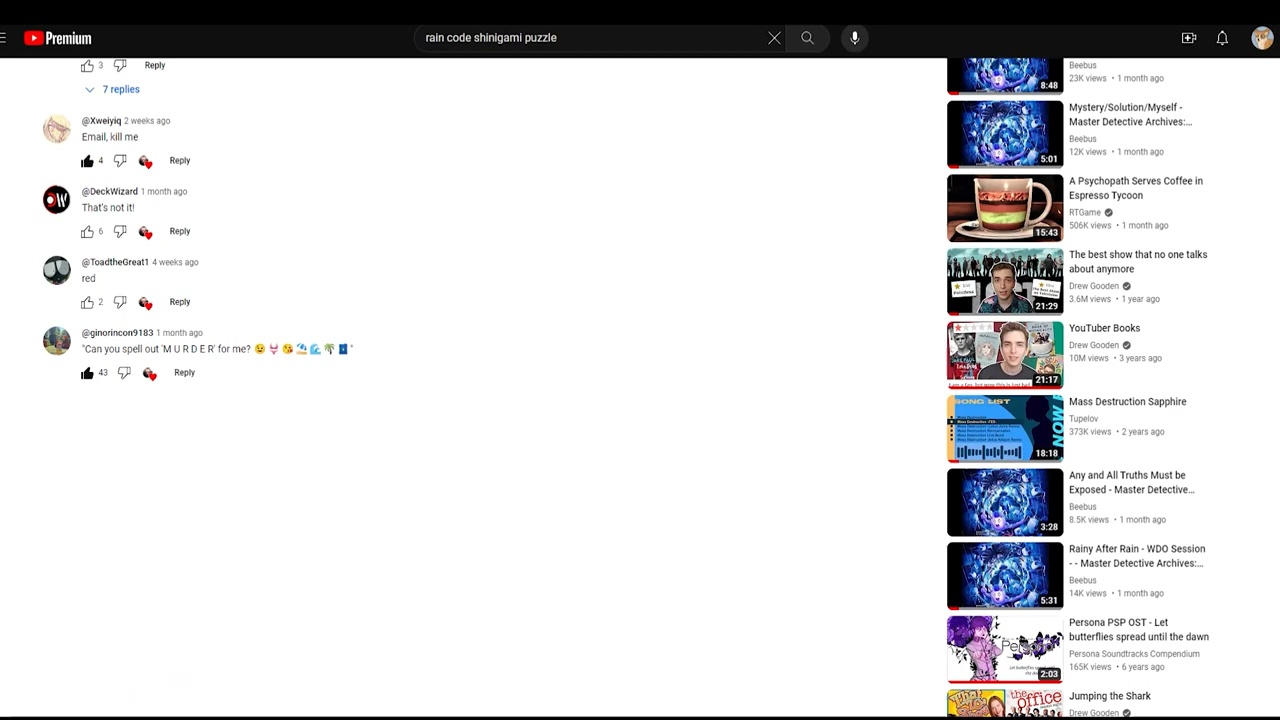 Premium
rain code shinigani puzzle
3 Reply
7 replies
@Xweiyiq 2 weeks ago
Email, kill me
4 Reply
@DeckWizard 1 month ago
That's not it!
6 Reply
@ToadtheGreat1 4 weeks ago
red
2 Reply
@ginorincon9183 1 month ago
"Can you spell out 'M U R D E R' for me? 😉👙😘⛱️🌊🌴🌃"
43 Reply
8:48
Beebus
23K views • 1 month ago
5:01
Mystery/Solution/Myself -
Master Detective Archives:...
Beebus
12K views • 1 month ago
15:43
A Psychopath Serves Coffee in
Espresso Tycoon
RTGame
506K views • 1 month ago
21:29
The best show that no one talks
about anymore
Drew Gooden
3.6M views • 1 year ago
21:17
YouTuber Books
Drew Gooden
10M views • 3 years ago
SONG LIST
NOW
18:18
Mass Destruction Sapphire
Tupelov
373K views • 2 years ago
3:28
Any and All Truths Must be
Exposed - Master Detective...
Beebus
8.5K views • 1 month ago
5:31
Rainy After Rain - WDO Session
- - Master Detective Archives:...
Beebus
14K views • 1 month ago
2:03
Persona PSP OST - Let
butterflies spread until the dawn
Persona Soundtracks Compendium
165K views • 6 years ago
the office
Jumping the Shark
Drew Gooden